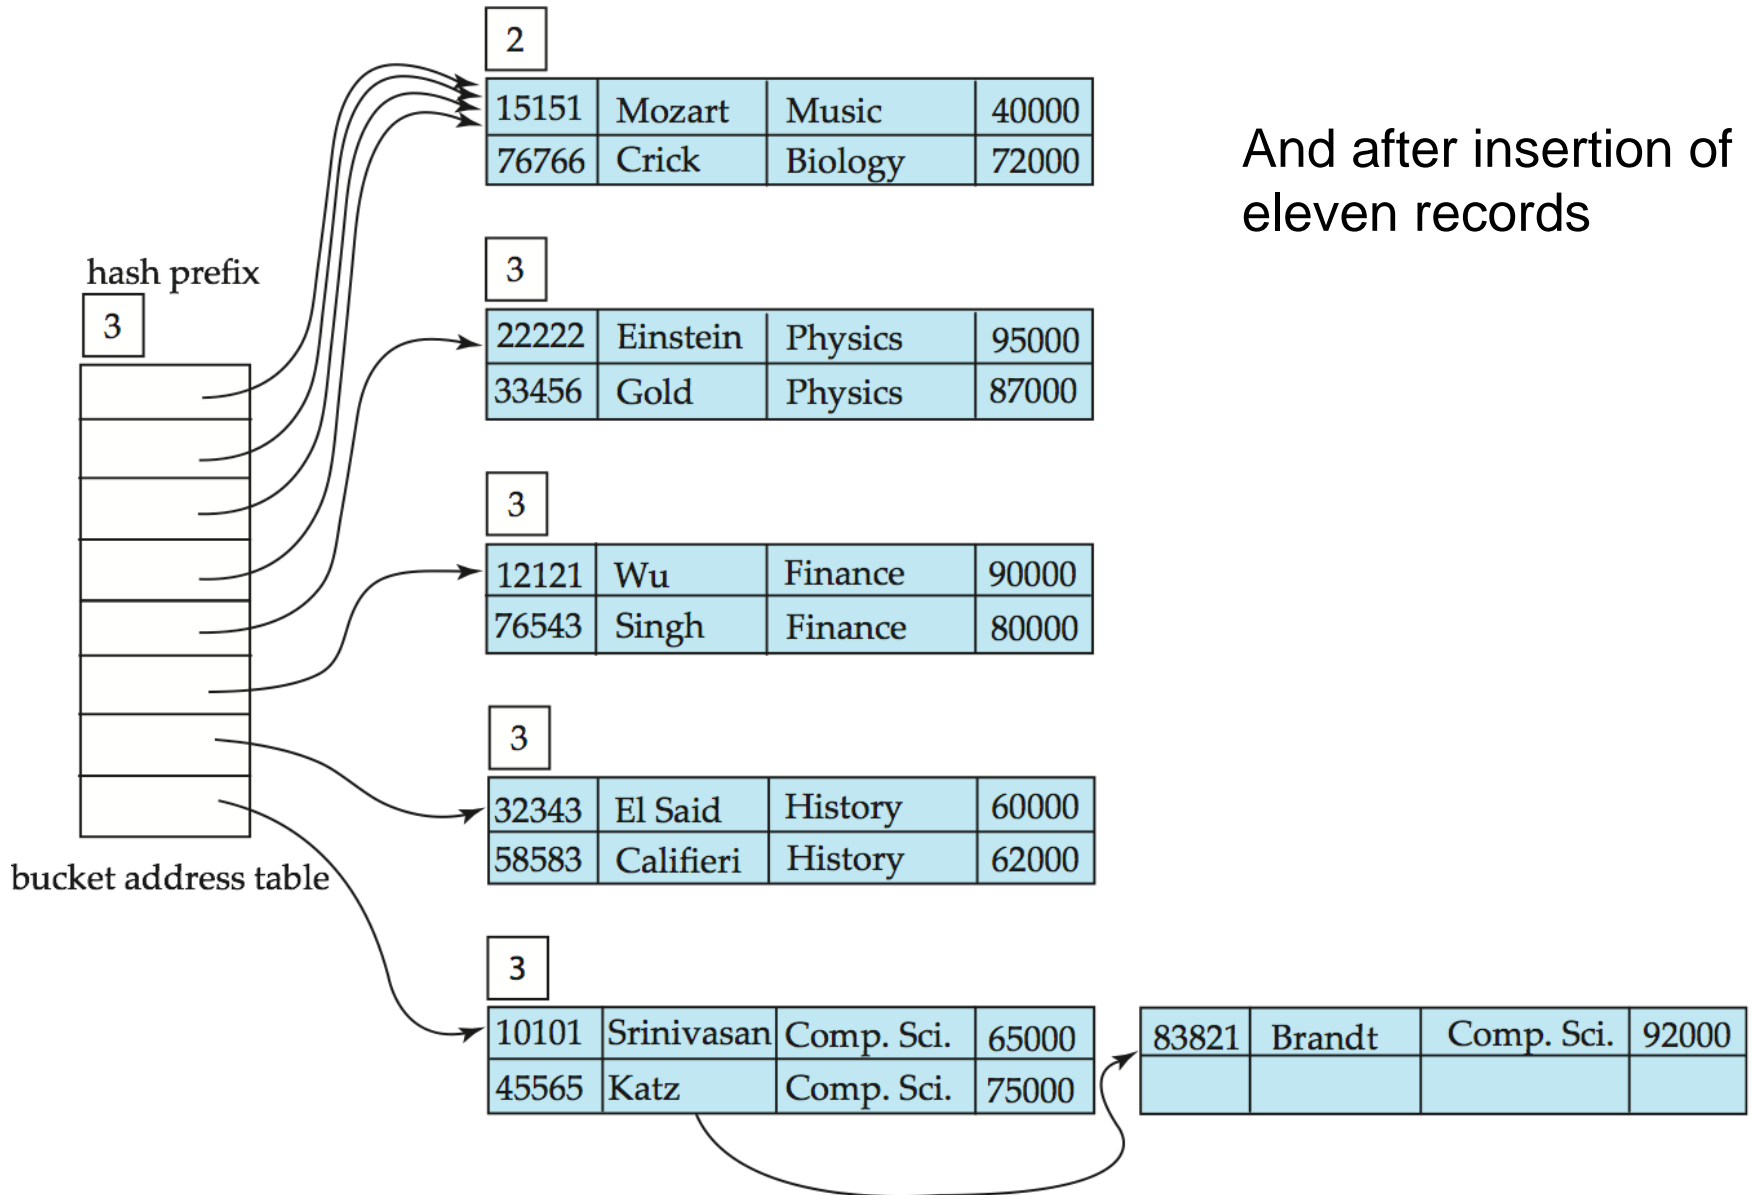 And after insertion of
eleven records
hash prefix
3
bucket address table
2
15151 Mozart Music 40000
76766 Crick Biology 72000
3
22222 Einstein Physics 95000
33456 Gold Physics 87000
3
12121 Wu Finance 90000
76543 Singh Finance 80000
3
32343 El Said History 60000
58583 Califieri History 62000
3
10101 Srinivasan Comp. Sci. 65000
45565 Katz Comp. Sci. 75000
83821 Brandt Comp. Sci. 92000